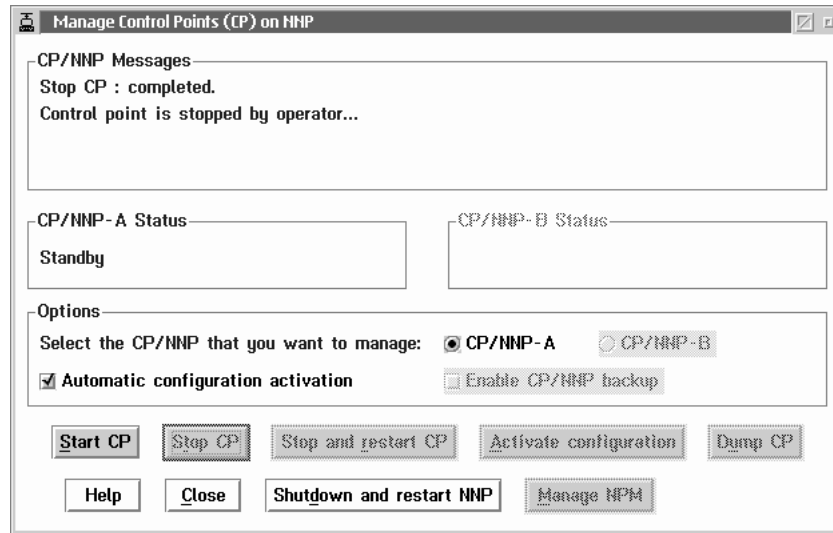 Manage Control Points (CP) on NNP
CP/NNP Messages
Stop CP : completed.
Control point is stopped by operator...
CP/NNP-A Status
CP/NNP-B Status
Standby
Options
Select the CP/NNP that you want to manage: CP/NNP-A CP/NNP-B
Automatic configuration activation Enable CP/NNP backup
Start CP Stop CP Stop and restart CP Activate configuration Dump CP
Help Close Shutdown and restart NNP Manage NPM